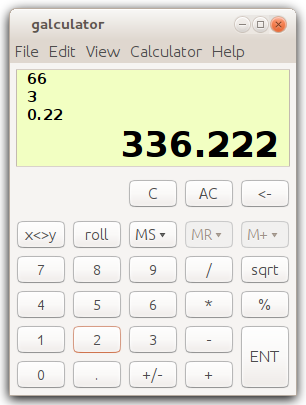 galculator
File Edit View Calculator Help
66
3
0.22
336.222
C AC <-
x<>y roll MS MR M+
7 8 9 / sqrt
4 5 6 * %
1 2 3 - ENT
0 . +/- +